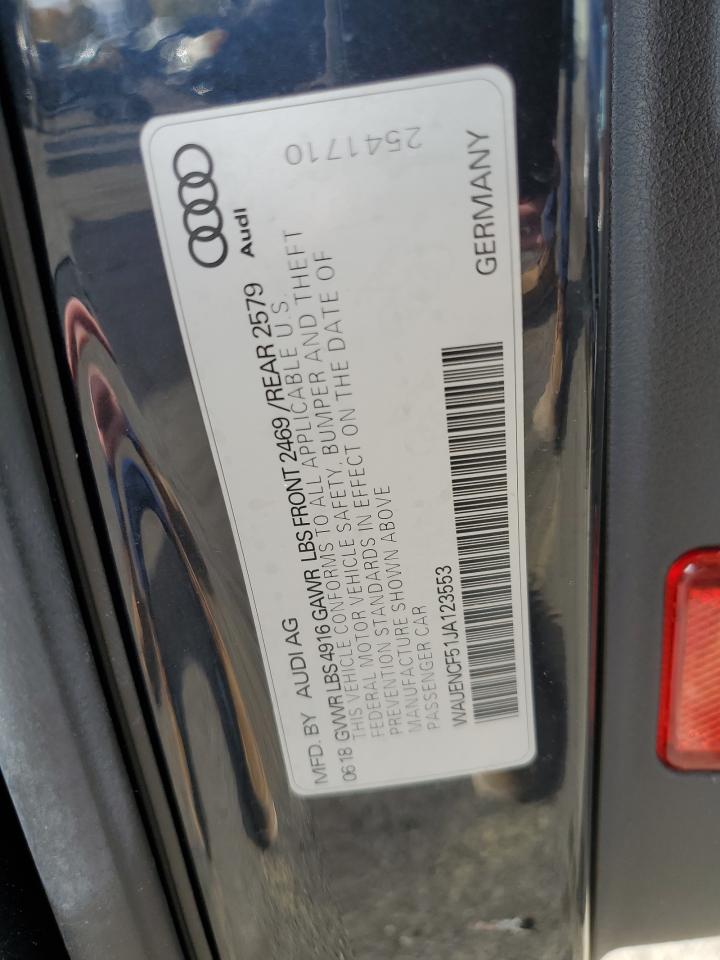 MFD. BY AUDI AG
Audi
06 18 GVWR LBS 4916 GAWR LBS FRONT 2469 /REAR 2579
THIS VEHICLE CONFORMS TO ALL APPLICABLE U.S.
FEDERAL MOTOR VEHICLE SAFETY, BUMPER AND THEFT
PREVENTION STANDARDS IN EFFECT ON THE DATE OF
MANUFACTURE SHOWN ABOVE
PASSENGER CAR
2541710
WAUENCF51JA123553
GERMANY